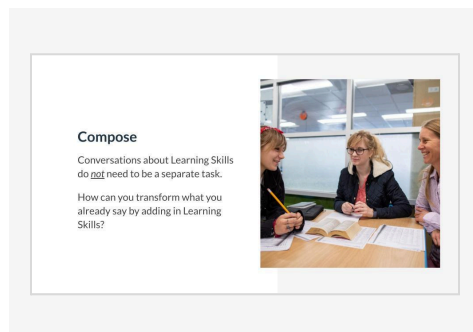 Compose
Conversations about Learning Skills
do not need to be a separate task.
How can you transform what you
already say by adding in Learning
Skills?